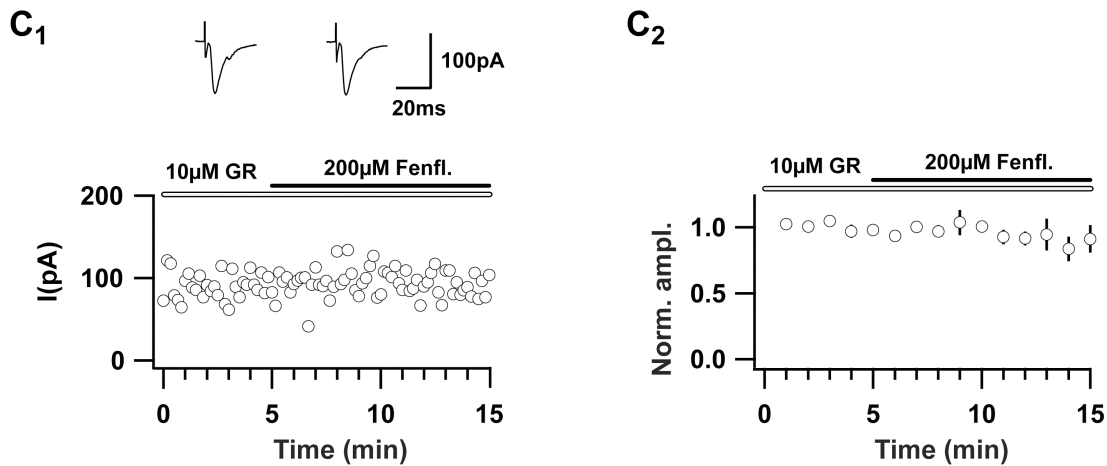 C1
100pA
20ms
10µM GR
200µM Fenfl.
200
100
0
I(pA)
0 5 10 15
Time (min)
C2
10µM GR
200µM Fenfl.
1.0
0.5
0.0
Norm. ampl.
0 5 10 15
Time (min)